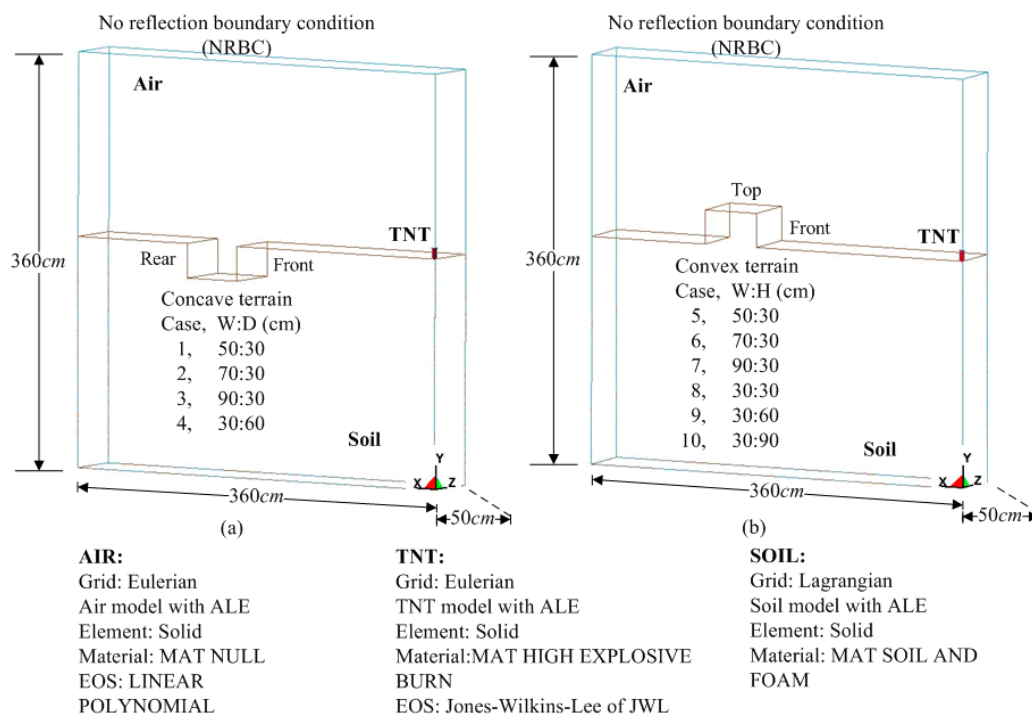 No reflection boundary condition
(NRBC)
Air
TNT
360cm
Rear
Front
Concave terrain
Case, W:D (cm)
1, 50:30
2, 70:30
3, 90:30
4, 30:60
Soil
Y
X
Z
360cm
50cm
(a)
No reflection boundary condition
(NRBC)
Air
Top
Front
TNT
360cm
Convex terrain
Case, W:H (cm)
5, 50:30
6, 70:30
7, 90:30
8, 30:30
9, 30:60
10, 30:90
Soil
Y
X
Z
360cm
50cm
(b)
AIR:
Grid: Eulerian
Air model with ALE
Element: Solid
Material: MAT NULL
EOS: LINEAR
POLYNOMIAL
TNT:
Grid: Eulerian
TNT model with ALE
Element: Solid
Material:MAT HIGH EXPLOSIVE
BURN
EOS: Jones-Wilkins-Lee of JWL
SOIL:
Grid: Lagrangian
Soil model with ALE
Element: Solid
Material: MAT SOIL AND
FOAM